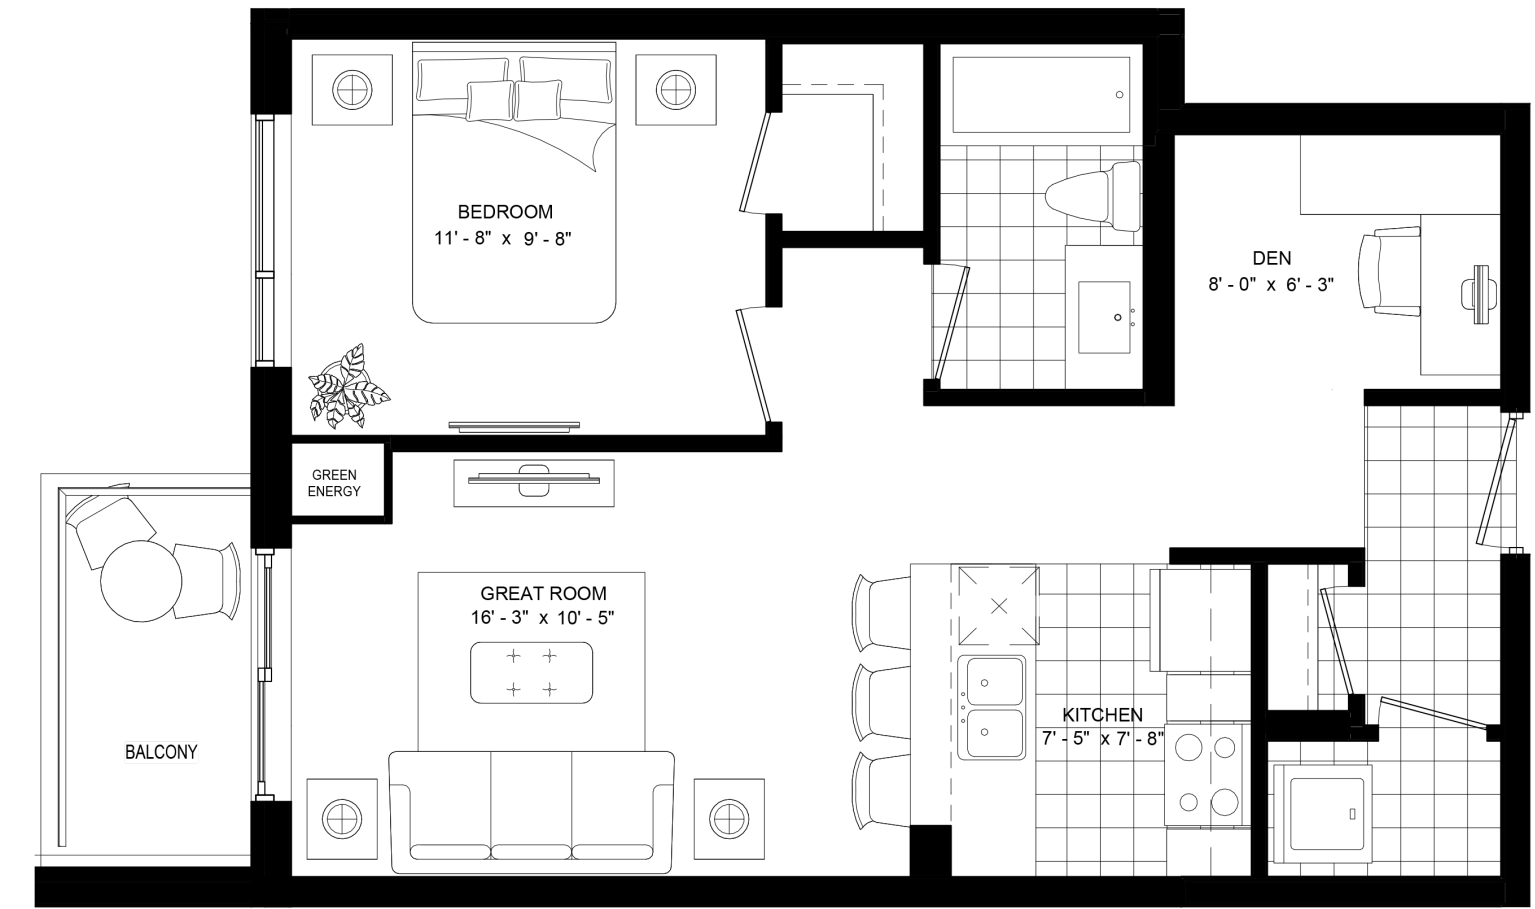 BEDROOM
11' - 8" x 9' - 8"
DEN
8' - 0" x 6' - 3"
GREEN
ENERGY
GREAT ROOM
16' - 3" x 10' - 5"
KITCHEN
7' - 5" x 7' - 8"
BALCONY